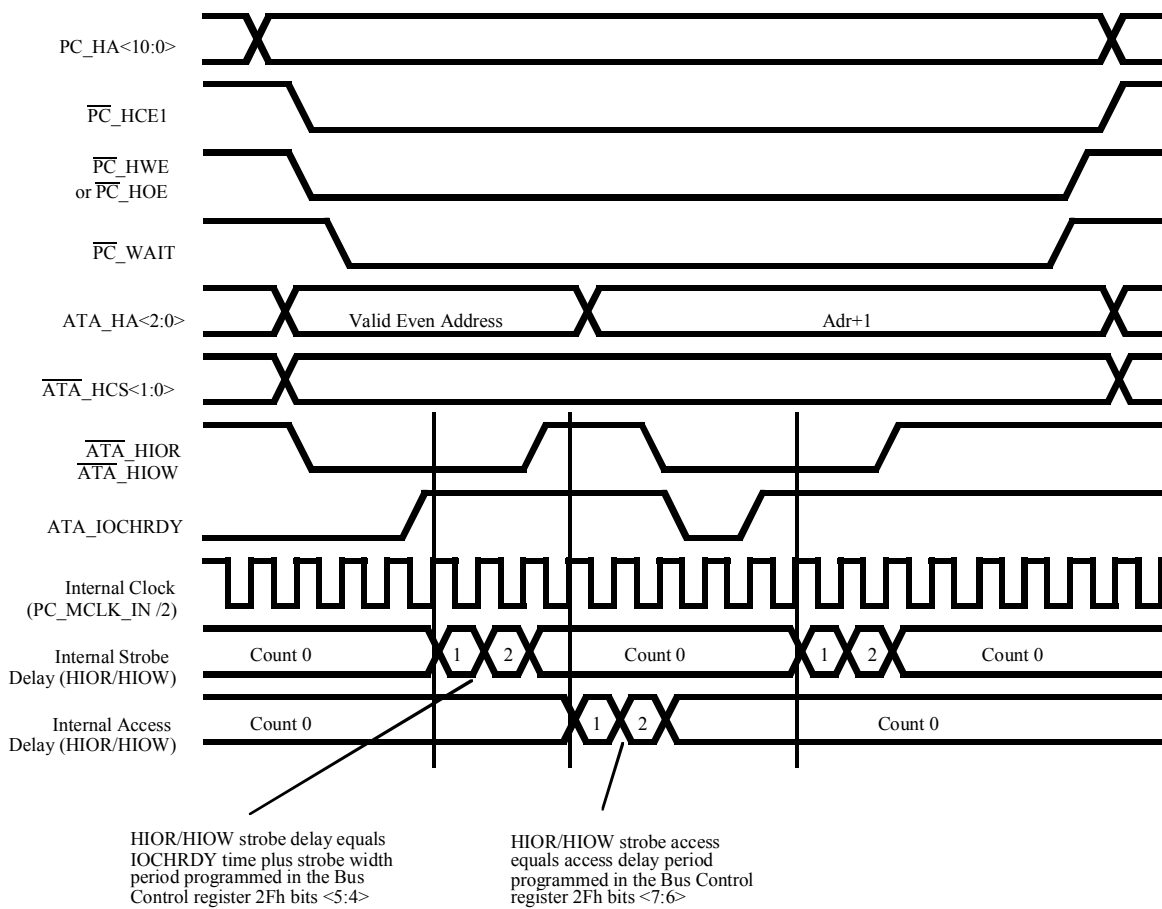 PC_HA<10:0>
PC_HCE1
PC_HWE
or PC_HOE
PC_WAIT
ATA_HA<2:0>
Valid Even Address
Adr+1
ATA_HCS<1:0>
ATA_HIOR
ATA_HIOW
ATA_IOCHRDY
Internal Clock
(PC_MCLK_IN /2)
Internal Strobe
Delay (HIOR/HIOW)
Count 0
1
2
Count 0
1
2
Count 0
Internal Access
Delay (HIOR/HIOW)
Count 0
1
2
Count 0
HIOR/HIOW strobe delay equals
IOCHRDY time plus strobe width
period programmed in the Bus
Control register 2Fh bits <5:4>
HIOR/HIOW strobe access
equals access delay period
programmed in the Bus Control
register 2Fh bits <7:6>